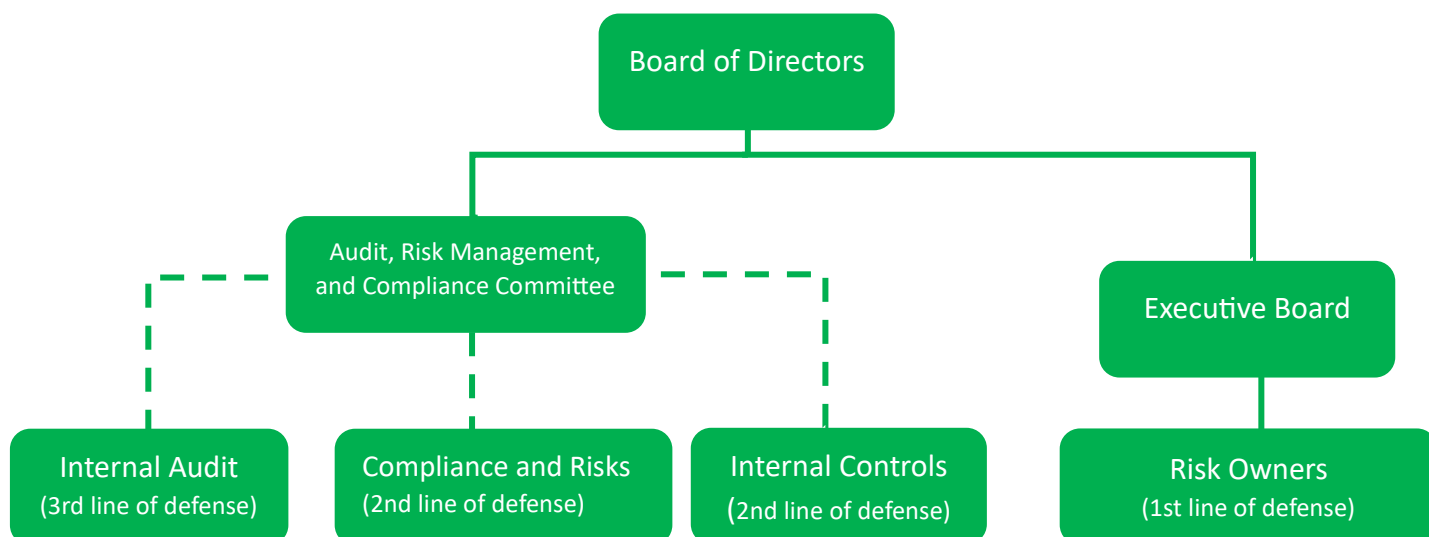 Board of Directors
Audit, Risk Management,
and Compliance Committee
Executive Board
Internal Audit
(3rd line of defense)
Compliance and Risks
(2nd line of defense)
Internal Controls
(2nd line of defense)
Risk Owners
(1st line of defense)